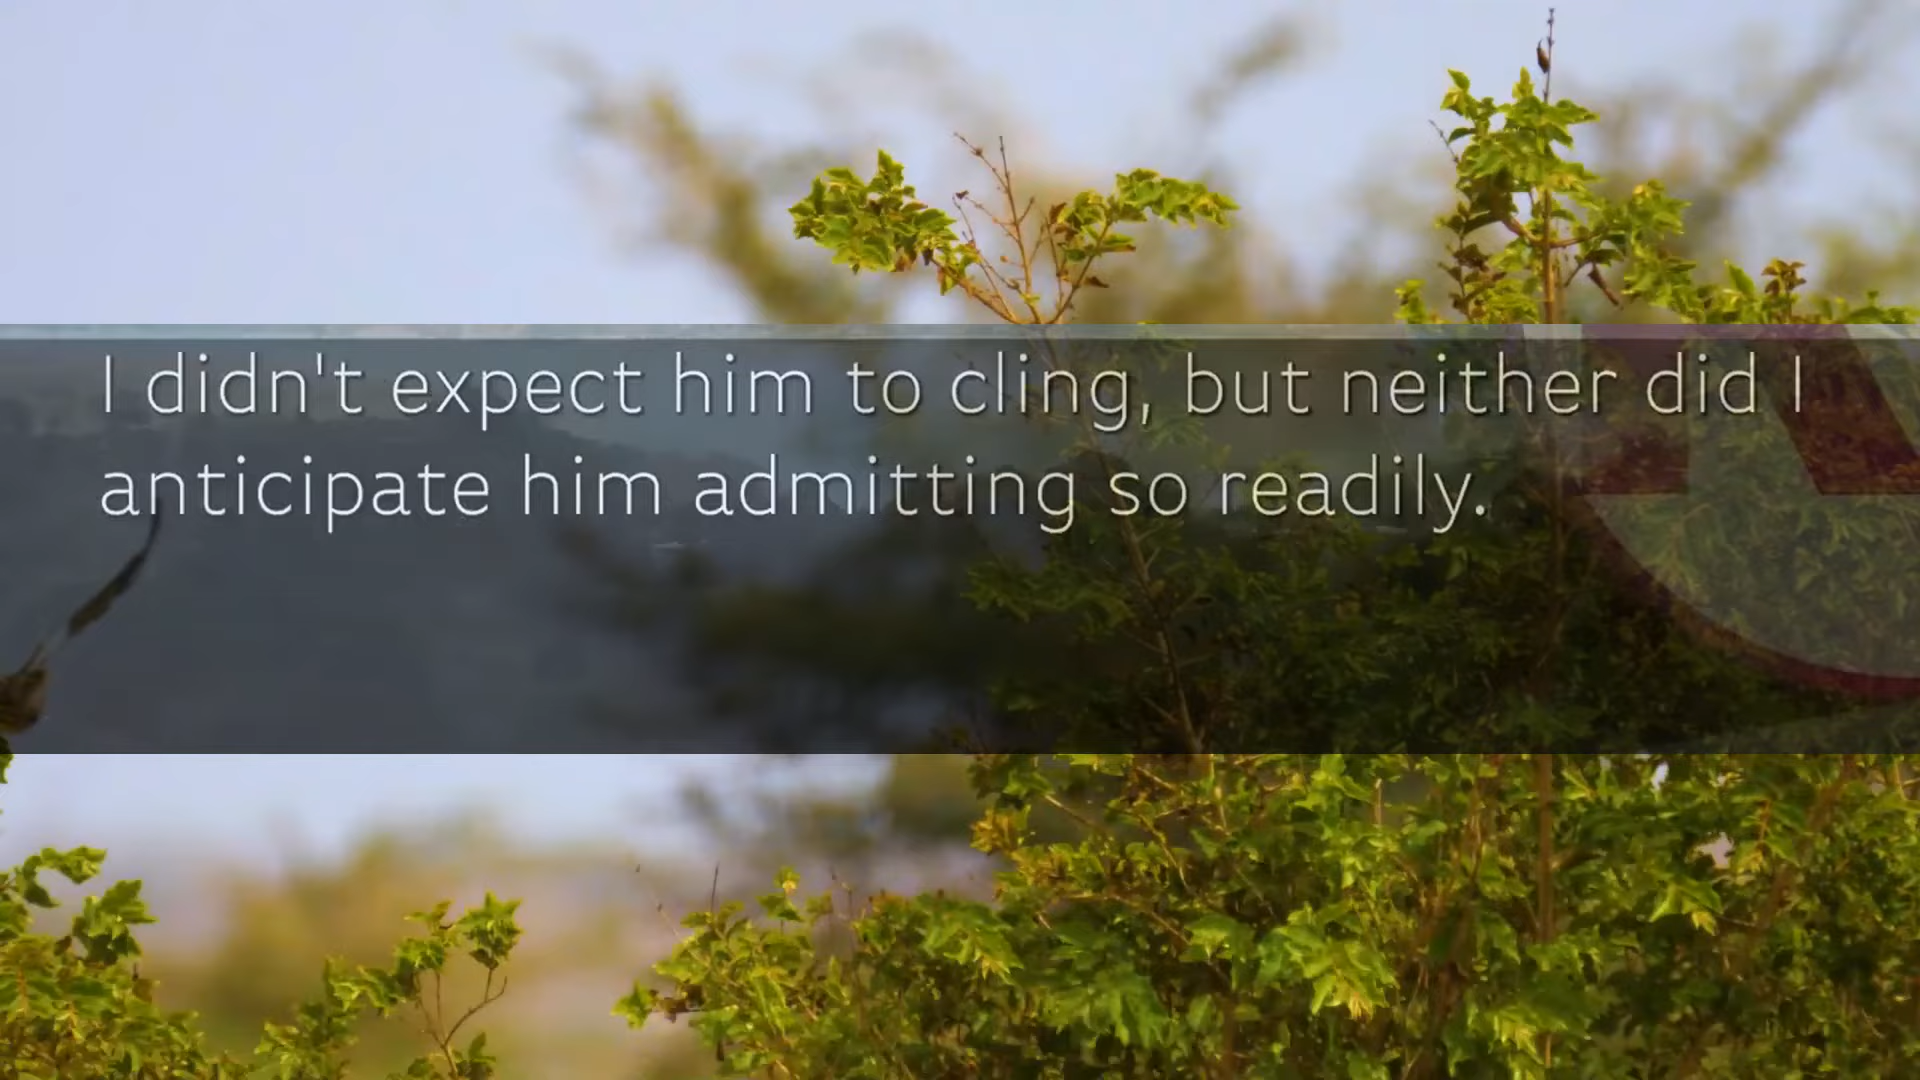 I didn't expect him to cling, but neither did I
anticipate him admitting so readily.